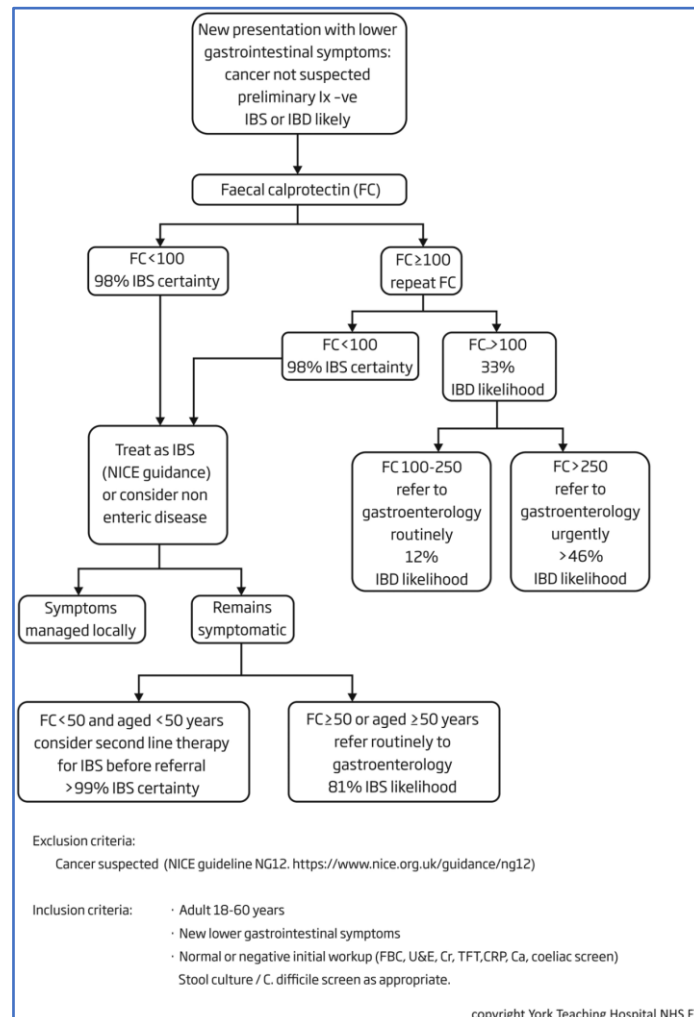 New presentation with lower
gastrointestinal symptoms:
cancer not suspected
preliminary Ix -ve
IBS or IBD likely
Faecal calprotectin (FC)
FC<100
98% IBS certainty
FC≥100
repeat FC
FC<100
98% IBS certainty
FC>100
33%
IBD likelihood
Treat as IBS
(NICE guidance)
or consider non
enteric disease
FC 100-250
refer to
gastroenterology
routinely
12%
IBD likelihood
FC>250
refer to
gastroenterology
urgently
>46%
IBD likelihood
Symptoms
managed locally
Remains
symptomatic
FC<50 and aged <50 years
consider second line therapy
for IBS before referral
>99% IBS certainty
FC≥50 or aged ≥50 years
refer routinely to
gastroenterology
81% IBS likelihood
Exclusion criteria:
Cancer suspected (NICE guideline NG12. https://www.nice.org.uk/guidance/ng12)
Inclusion criteria: · Adult 18-60 years
· New lower gastrointestinal symptoms
· Normal or negative initial workup (FBC, U&E, Cr, TFT,CRP, Ca, coeliac screen)
Stool culture / C. difficile screen as appropriate.
copyright York Teaching Hospital NHS